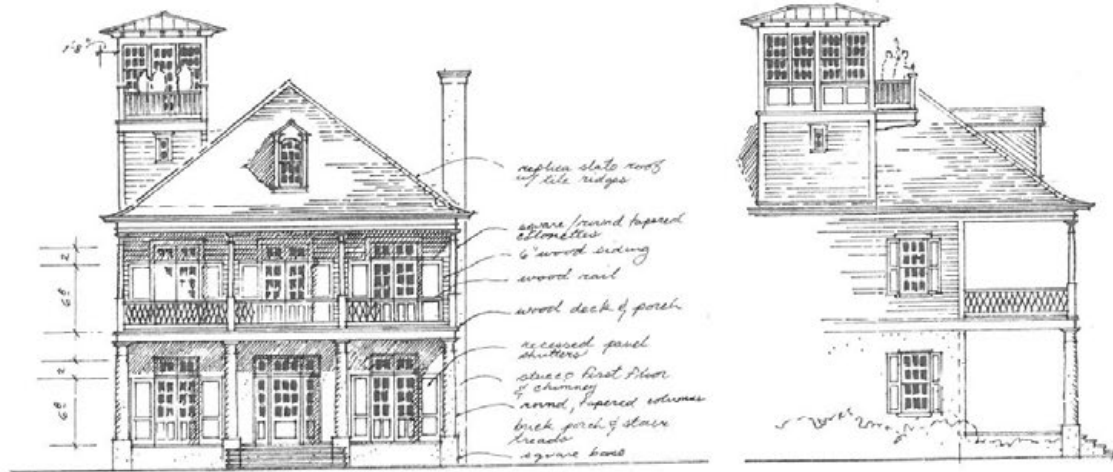 1'-8"
replica slate roof
w/ tile ridges
square/round tapered
colonettes
6" wood siding
wood rail
wood deck & porch
recessed panel
shutters
stucco first floor
& chimney
round, tapered columns
brick porch & stair
treads
square base
2'
6'8"
2'
6'8"